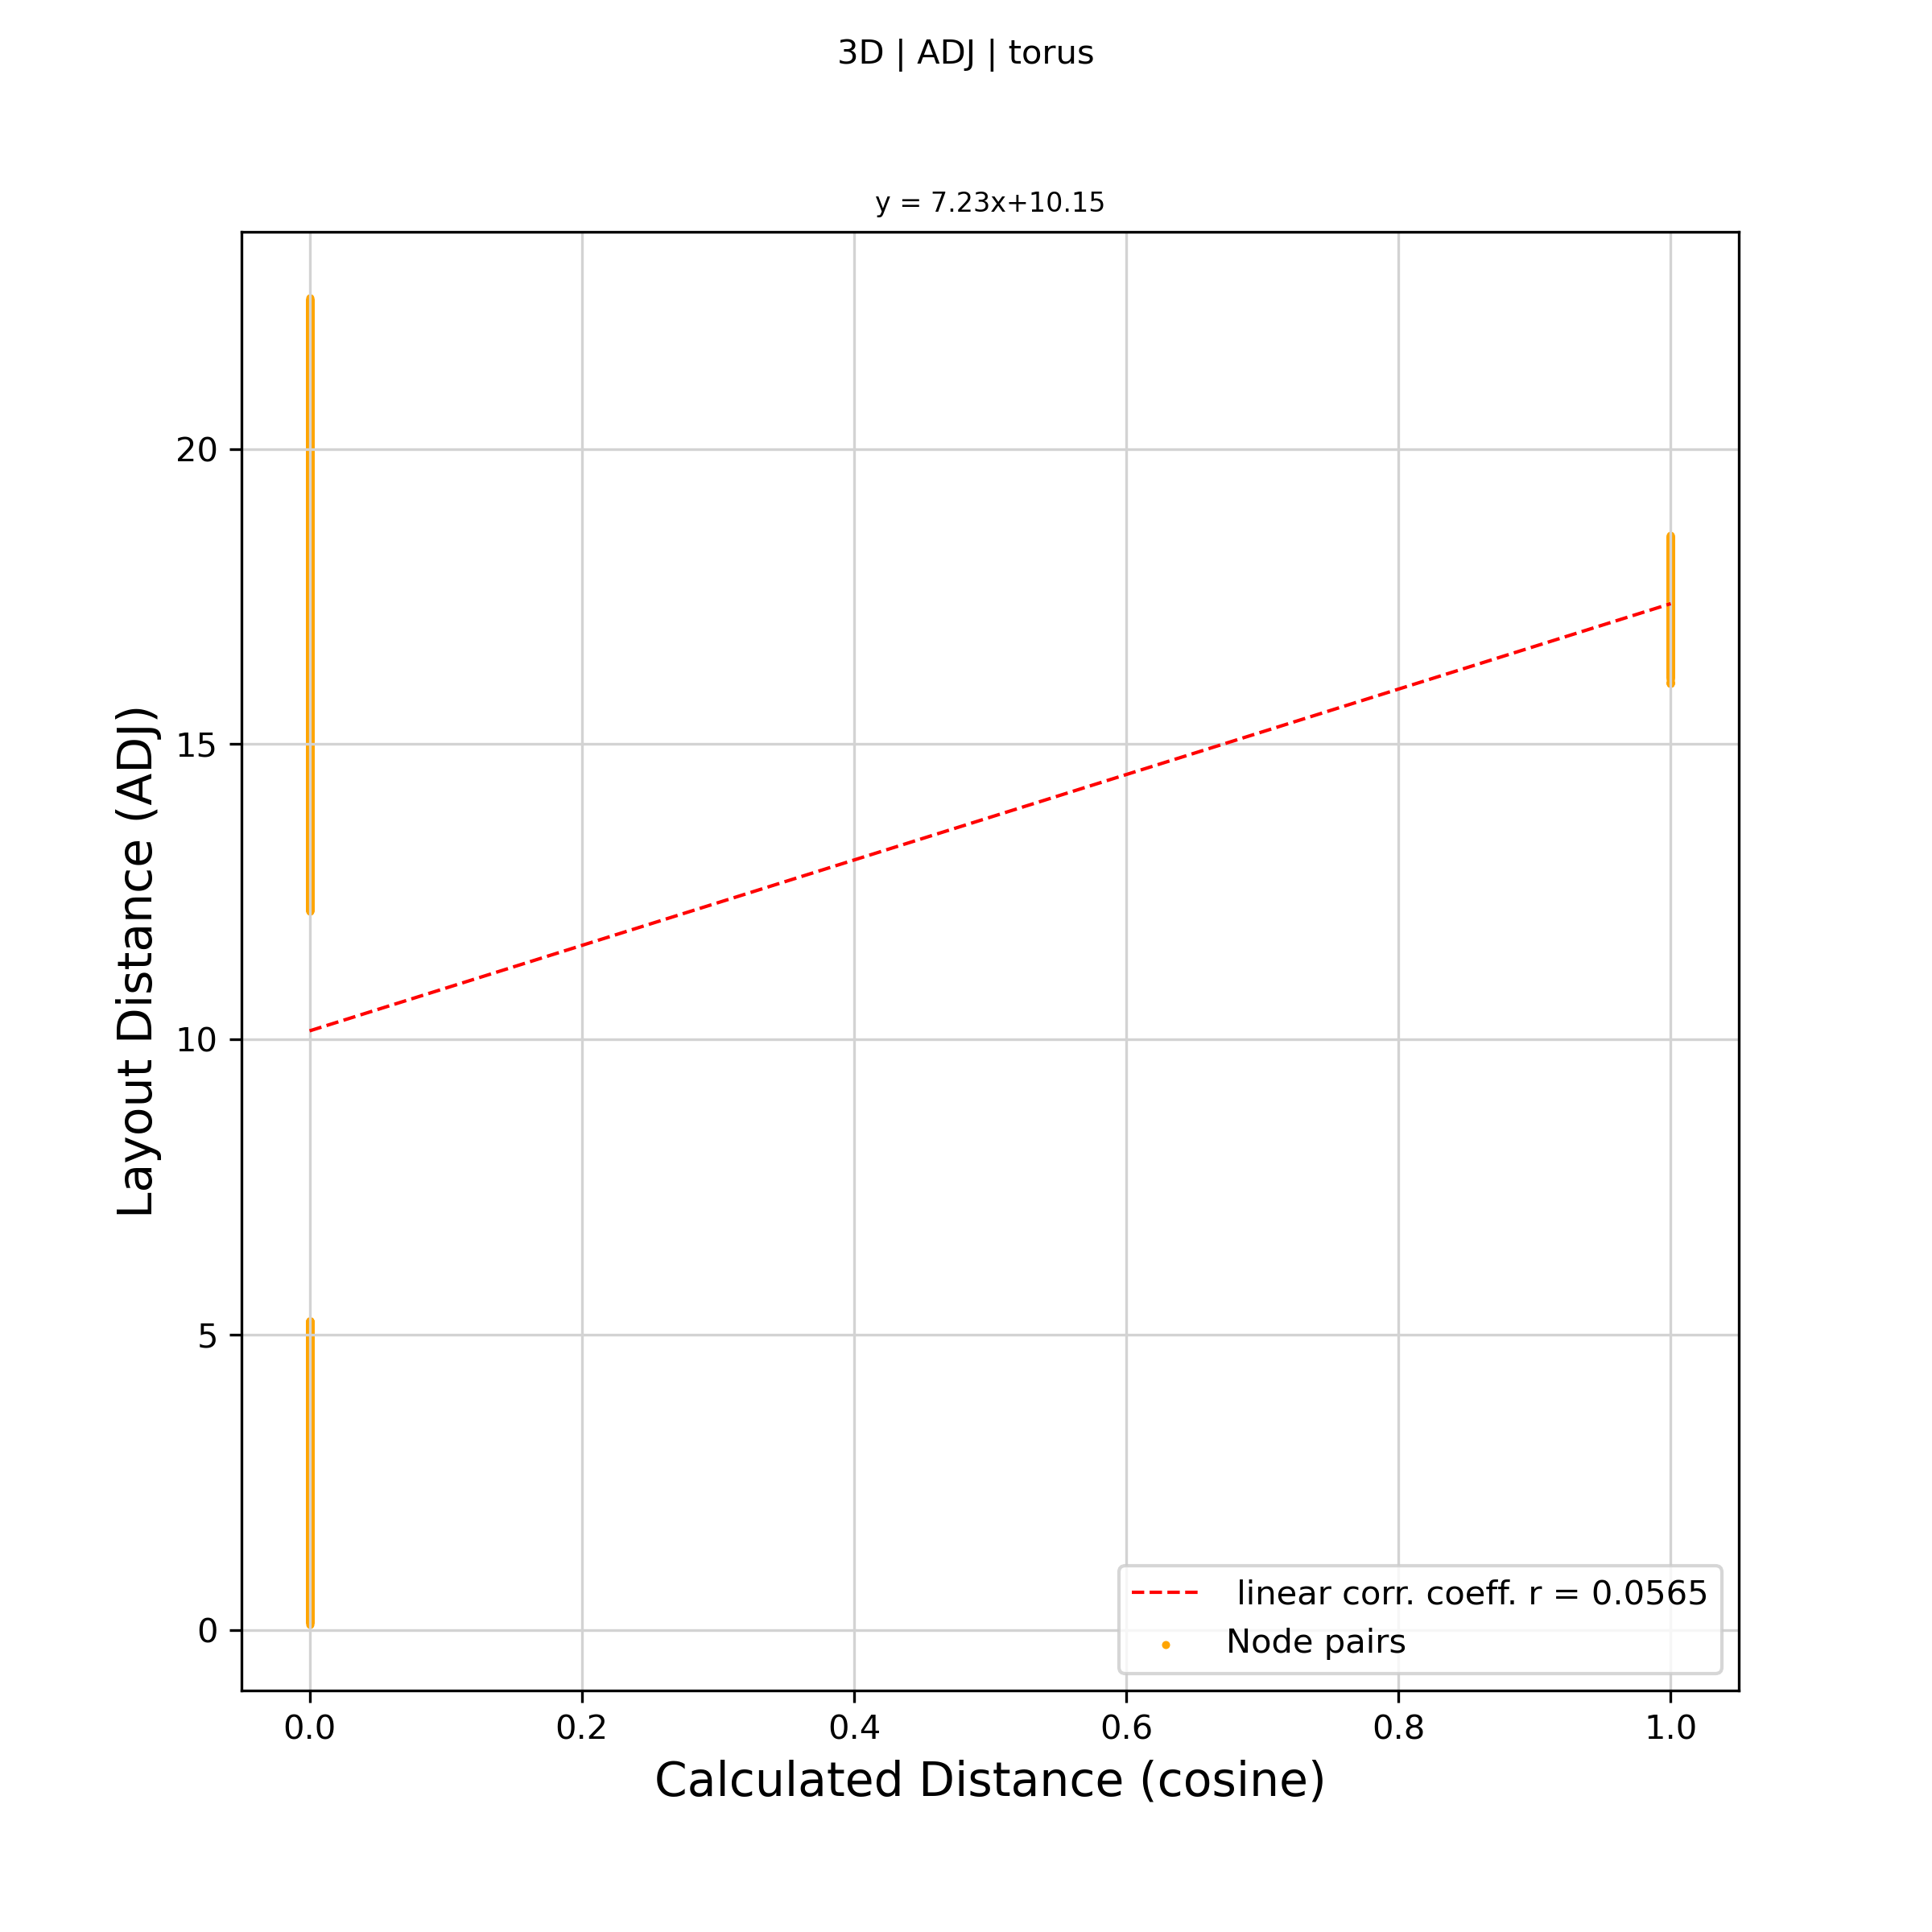 3D | ADJ | torus
y = 7.23x+10.15
Layout Distance (ADJ)
20
15
10
5
0
linear corr. coeff. r = 0.0565
Node pairs
0.0 0.2 0.4 0.6 0.8 1.0
Calculated Distance (cosine)